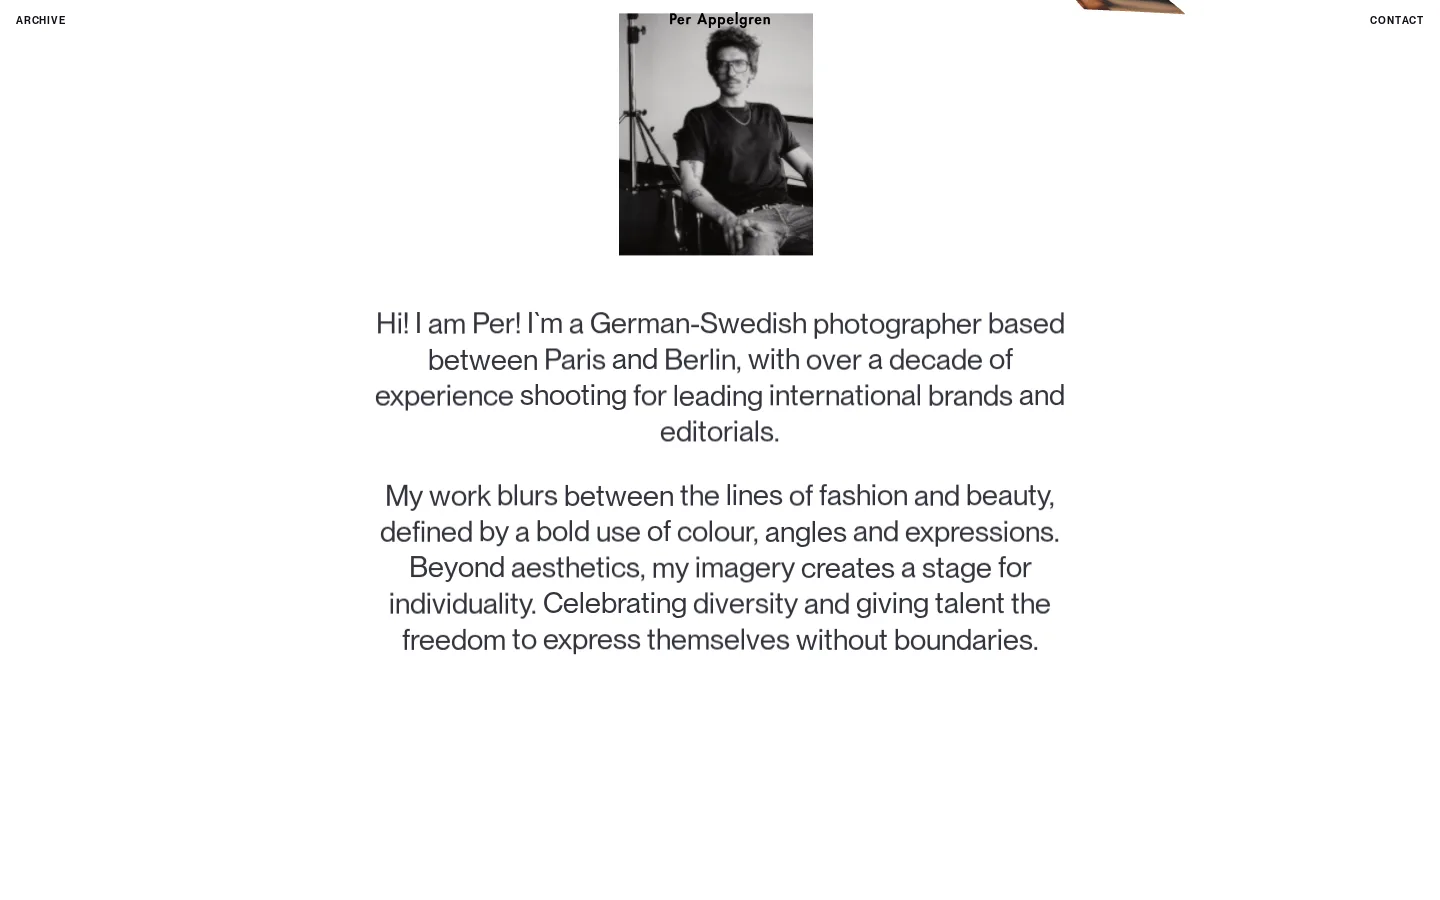 ARCHIVE
Per Appelgren
CONTACT
Hi! I am Per! I`m a German-Swedish photographer based
between Paris and Berlin, with over a decade of
experience shooting for leading international brands and
editorials.
My work blurs between the lines of fashion and beauty,
defined by a bold use of colour, angles and expressions.
Beyond aesthetics, my imagery creates a stage for
individuality. Celebrating diversity and giving talent the
freedom to express themselves without boundaries.